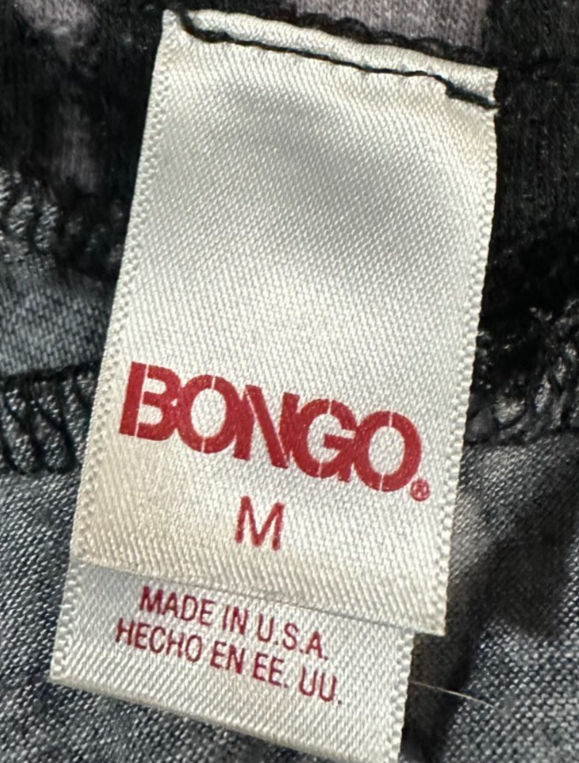 BONGO®
M
MADE IN U.S.A.
HECHO EN EE. UU.